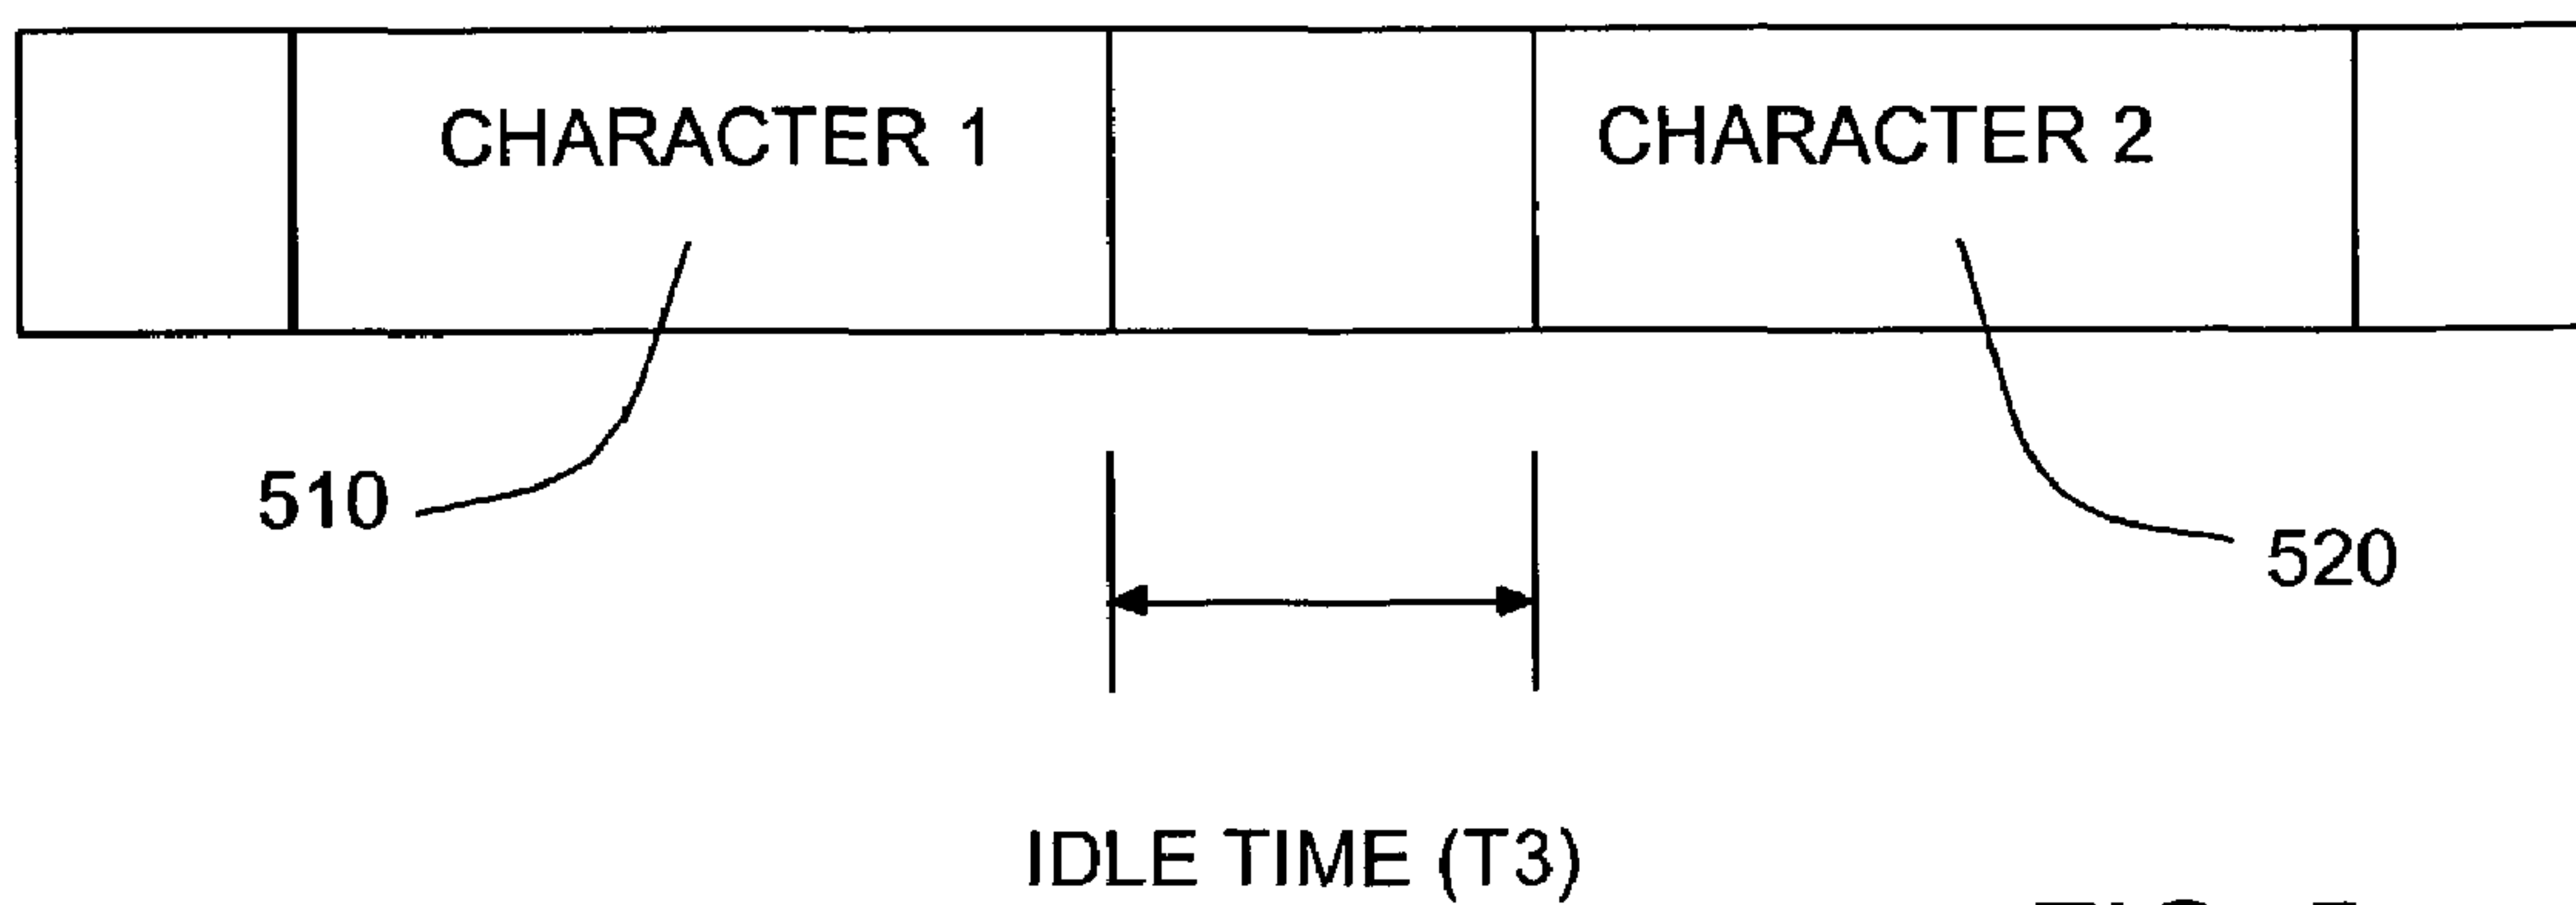 CHARACTER 1
CHARACTER 2
510
520
IDLE TIME (T3)